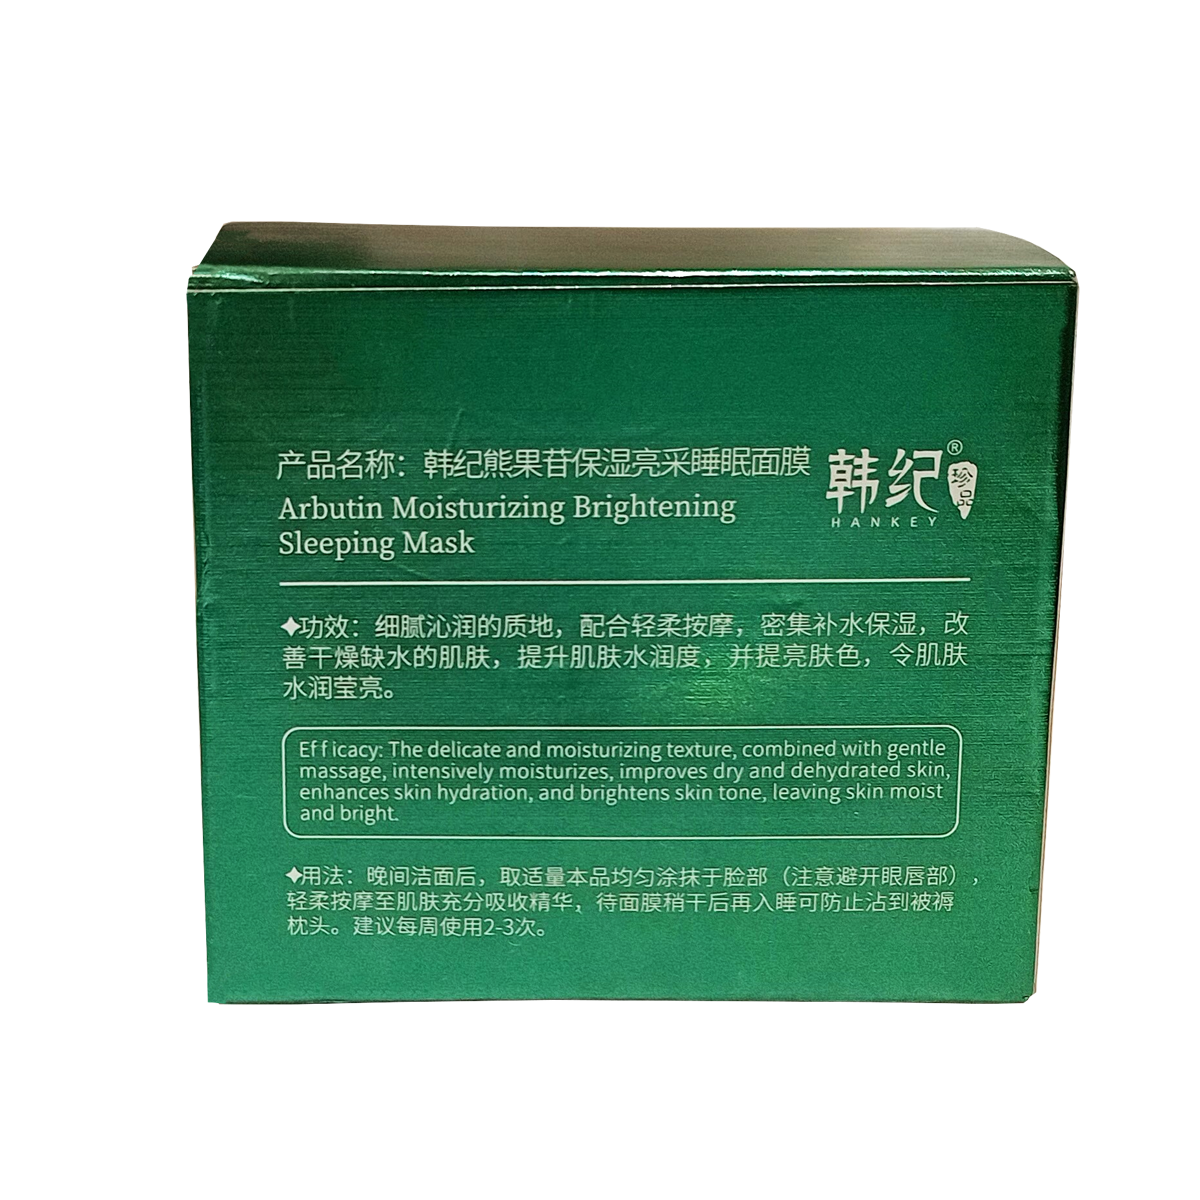 产品名称：韩纪熊果苷保湿亮采睡眠面膜
Arbutin Moisturizing Brightening
Sleeping Mask
韩纪®
珍品
HANKEY
✦功效：细腻沁润的质地，配合轻柔按摩，密集补水保湿，改
善干燥缺水的肌肤，提升肌肤水润度，并提亮肤色，令肌肤
水润莹亮。
Efficacy: The delicate and moisturizing texture, combined with gentle
massage, intensively moisturizes, improves dry and dehydrated skin,
enhances skin hydration, and brightens skin tone, leaving skin moist
and bright.
✦用法：晚间洁面后，取适量本品均匀涂抹于脸部（注意避开眼唇部），
轻柔按摩至肌肤充分吸收精华，待面膜稍干后再入睡可防止沾到被褥
枕头。建议每周使用2-3次。